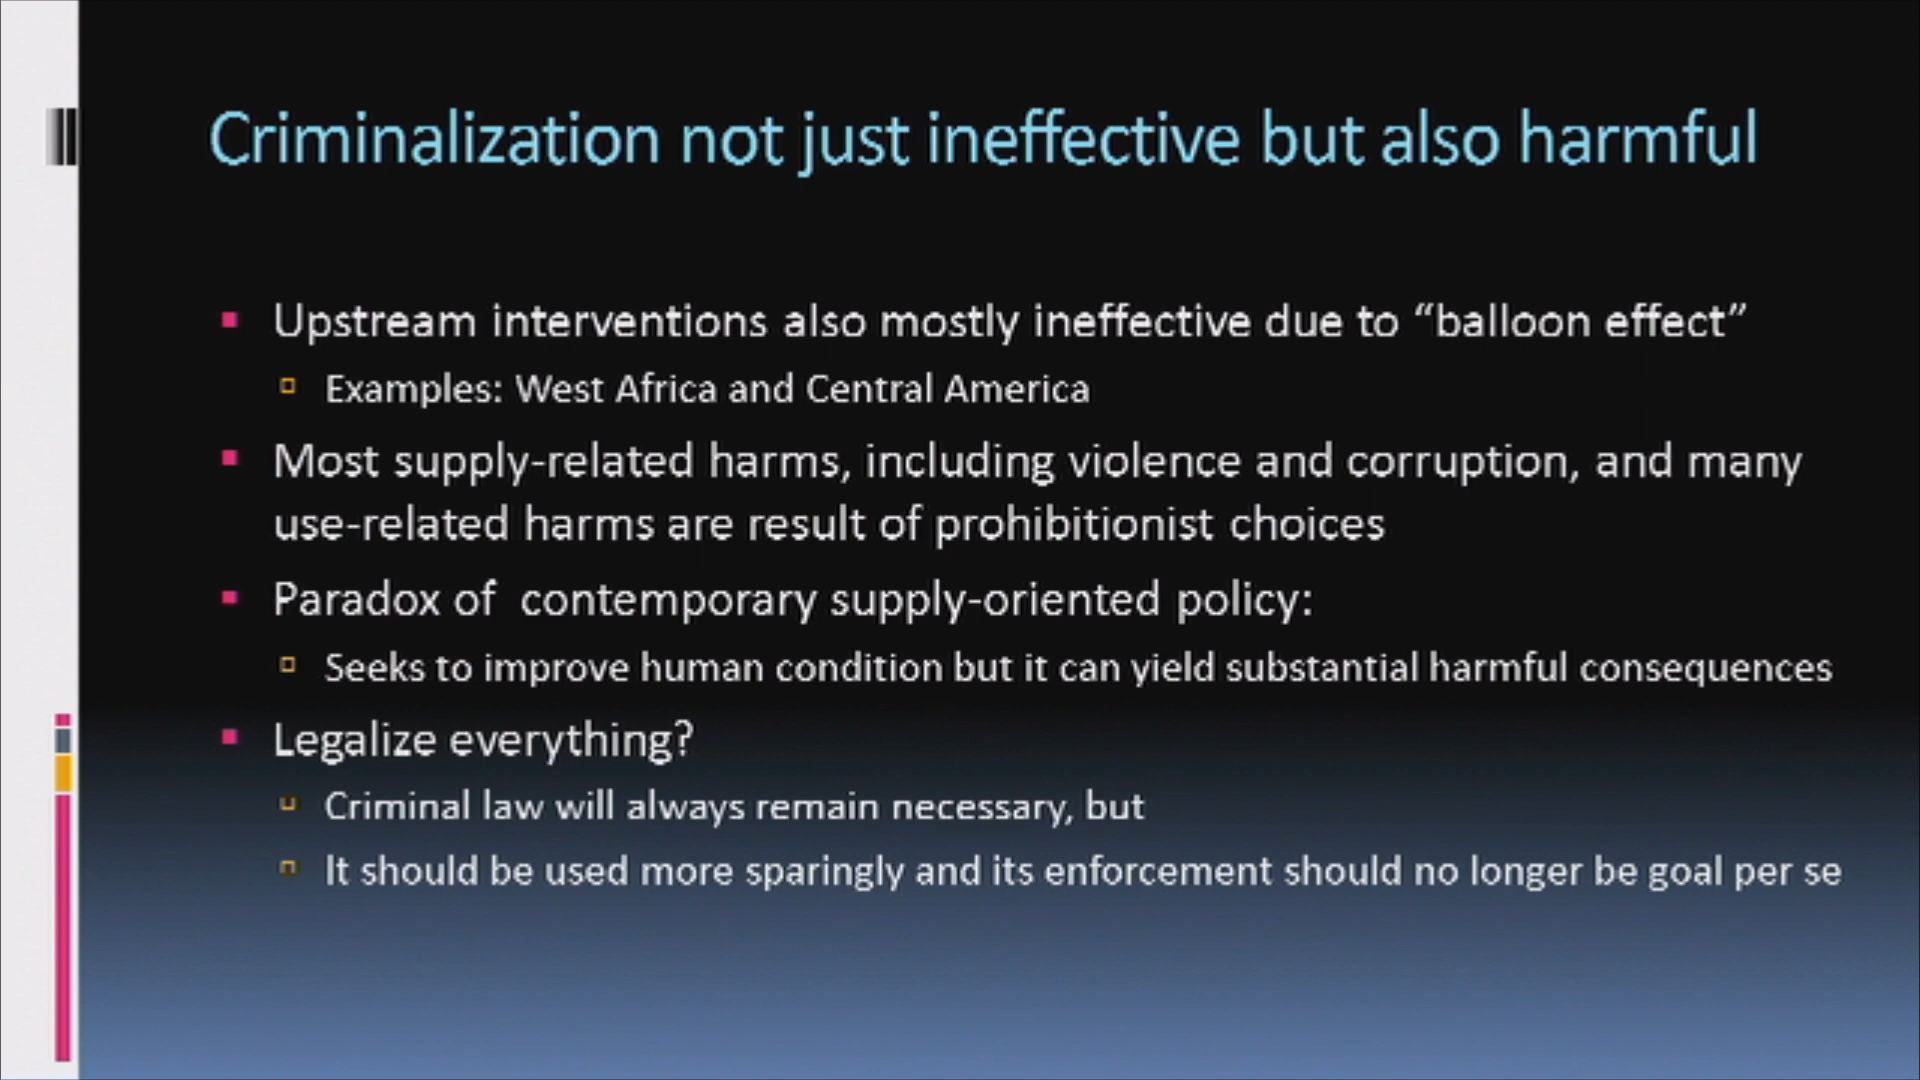 Criminalization not just ineffective but also harmful
Upstream interventions also mostly ineffective due to “balloon effect”
Examples: West Africa and Central America
Most supply-related harms, including violence and corruption, and many
use-related harms are result of prohibitionist choices
Paradox of contemporary supply-oriented policy:
Seeks to improve human condition but it can yield substantial harmful consequences
Legalize everything?
Criminal law will always remain necessary, but
It should be used more sparingly and its enforcement should no longer be goal per se